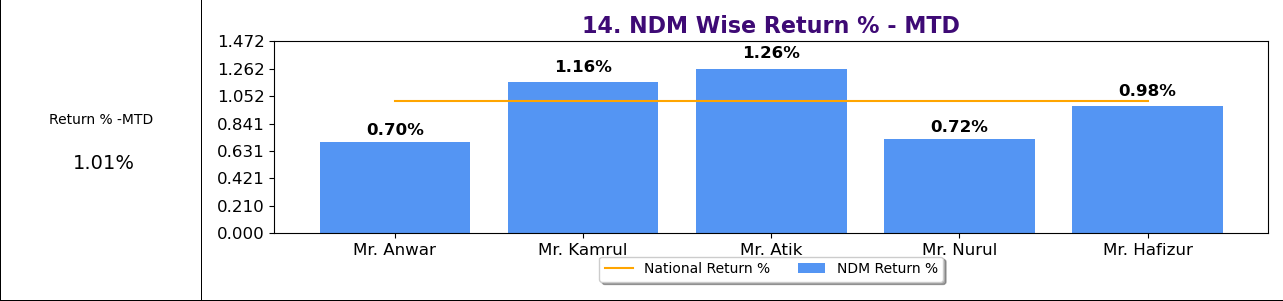 14. NDM Wise Return % - MTD
Return % -MTD
1.01%
1.472
1.262
1.052
0.841
0.631
0.421
0.210
0.000
0.70%
1.16%
1.26%
0.72%
0.98%
Mr. Anwar
Mr. Kamrul
Mr. Atik
Mr. Nurul
Mr. Hafizur
National Return %
NDM Return %